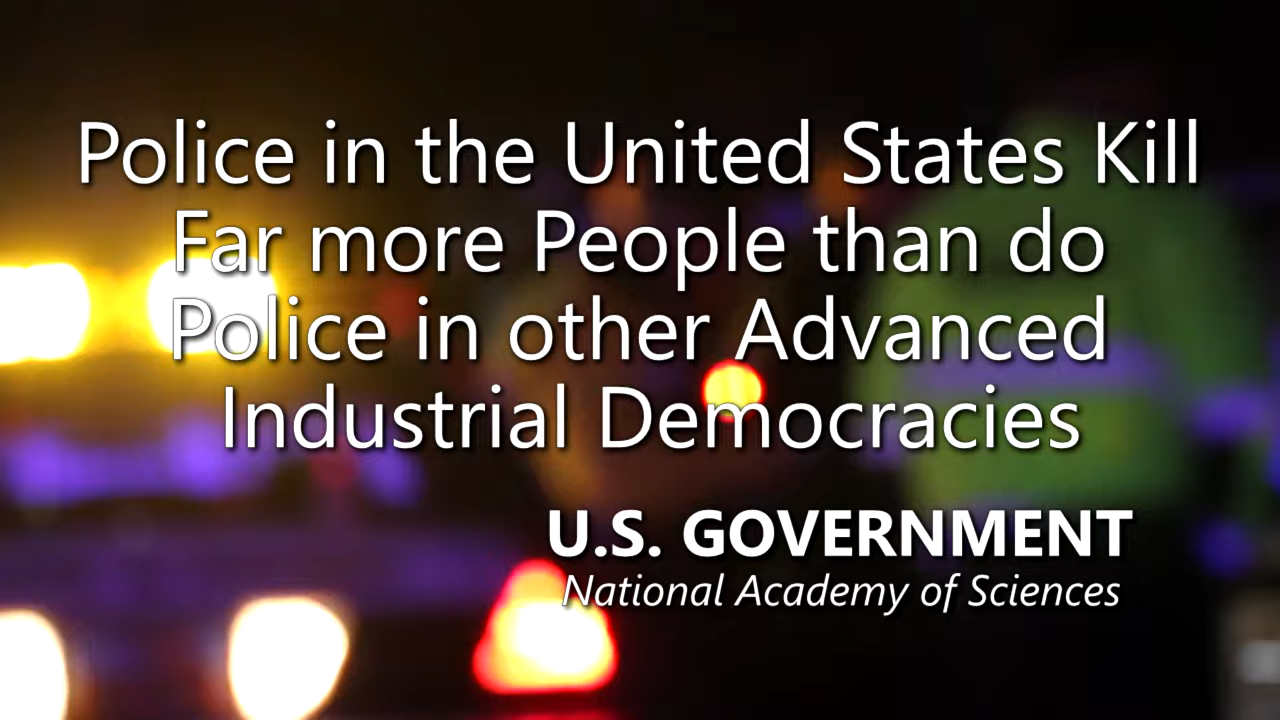 Police in the United States Kill
Far more People than do
Police in other Advanced
Industrial Democracies
U.S. GOVERNMENT
National Academy of Sciences